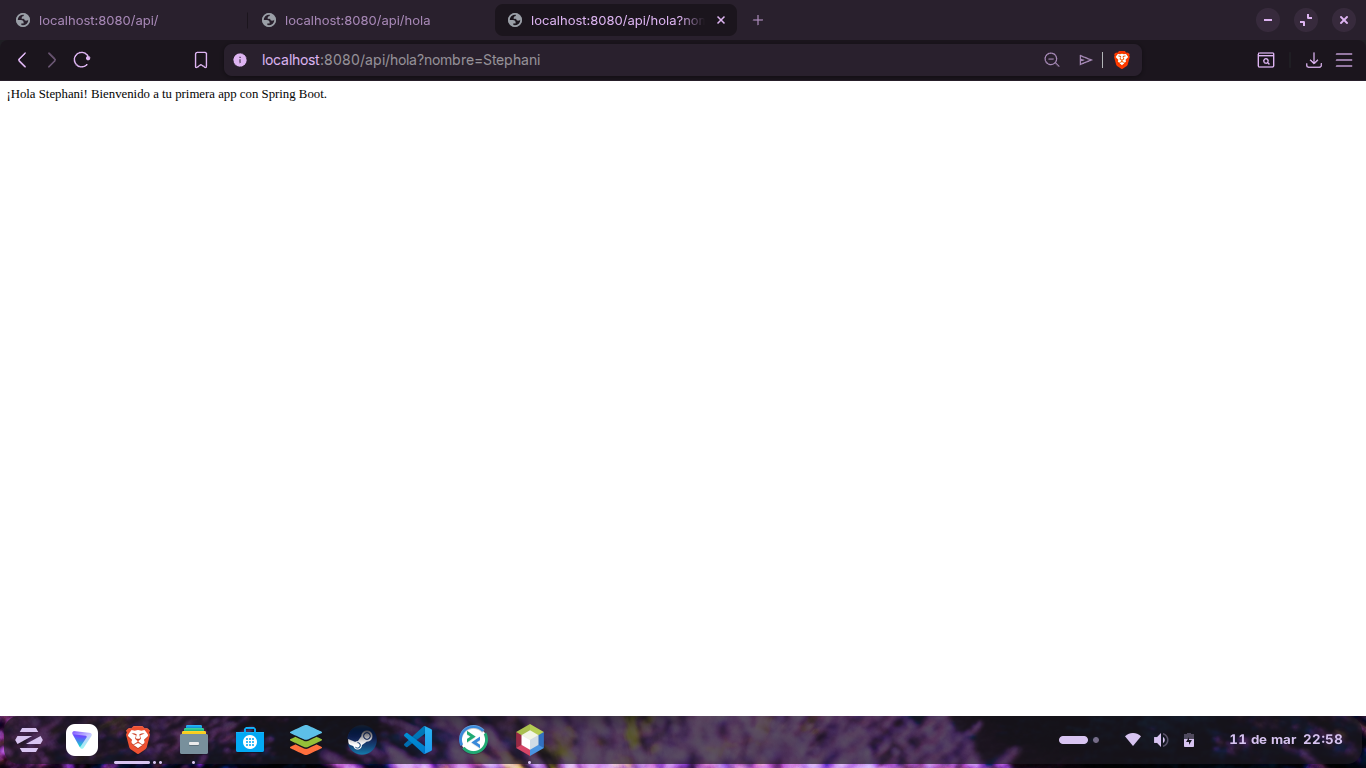 localhost:8080/api/
localhost:8080/api/hola
localhost:8080/api/hola?no
localhost:8080/api/hola?nombre=Stephani
¡Hola Stephani! Bienvenido a tu primera app con Spring Boot.
11 de mar 22:58